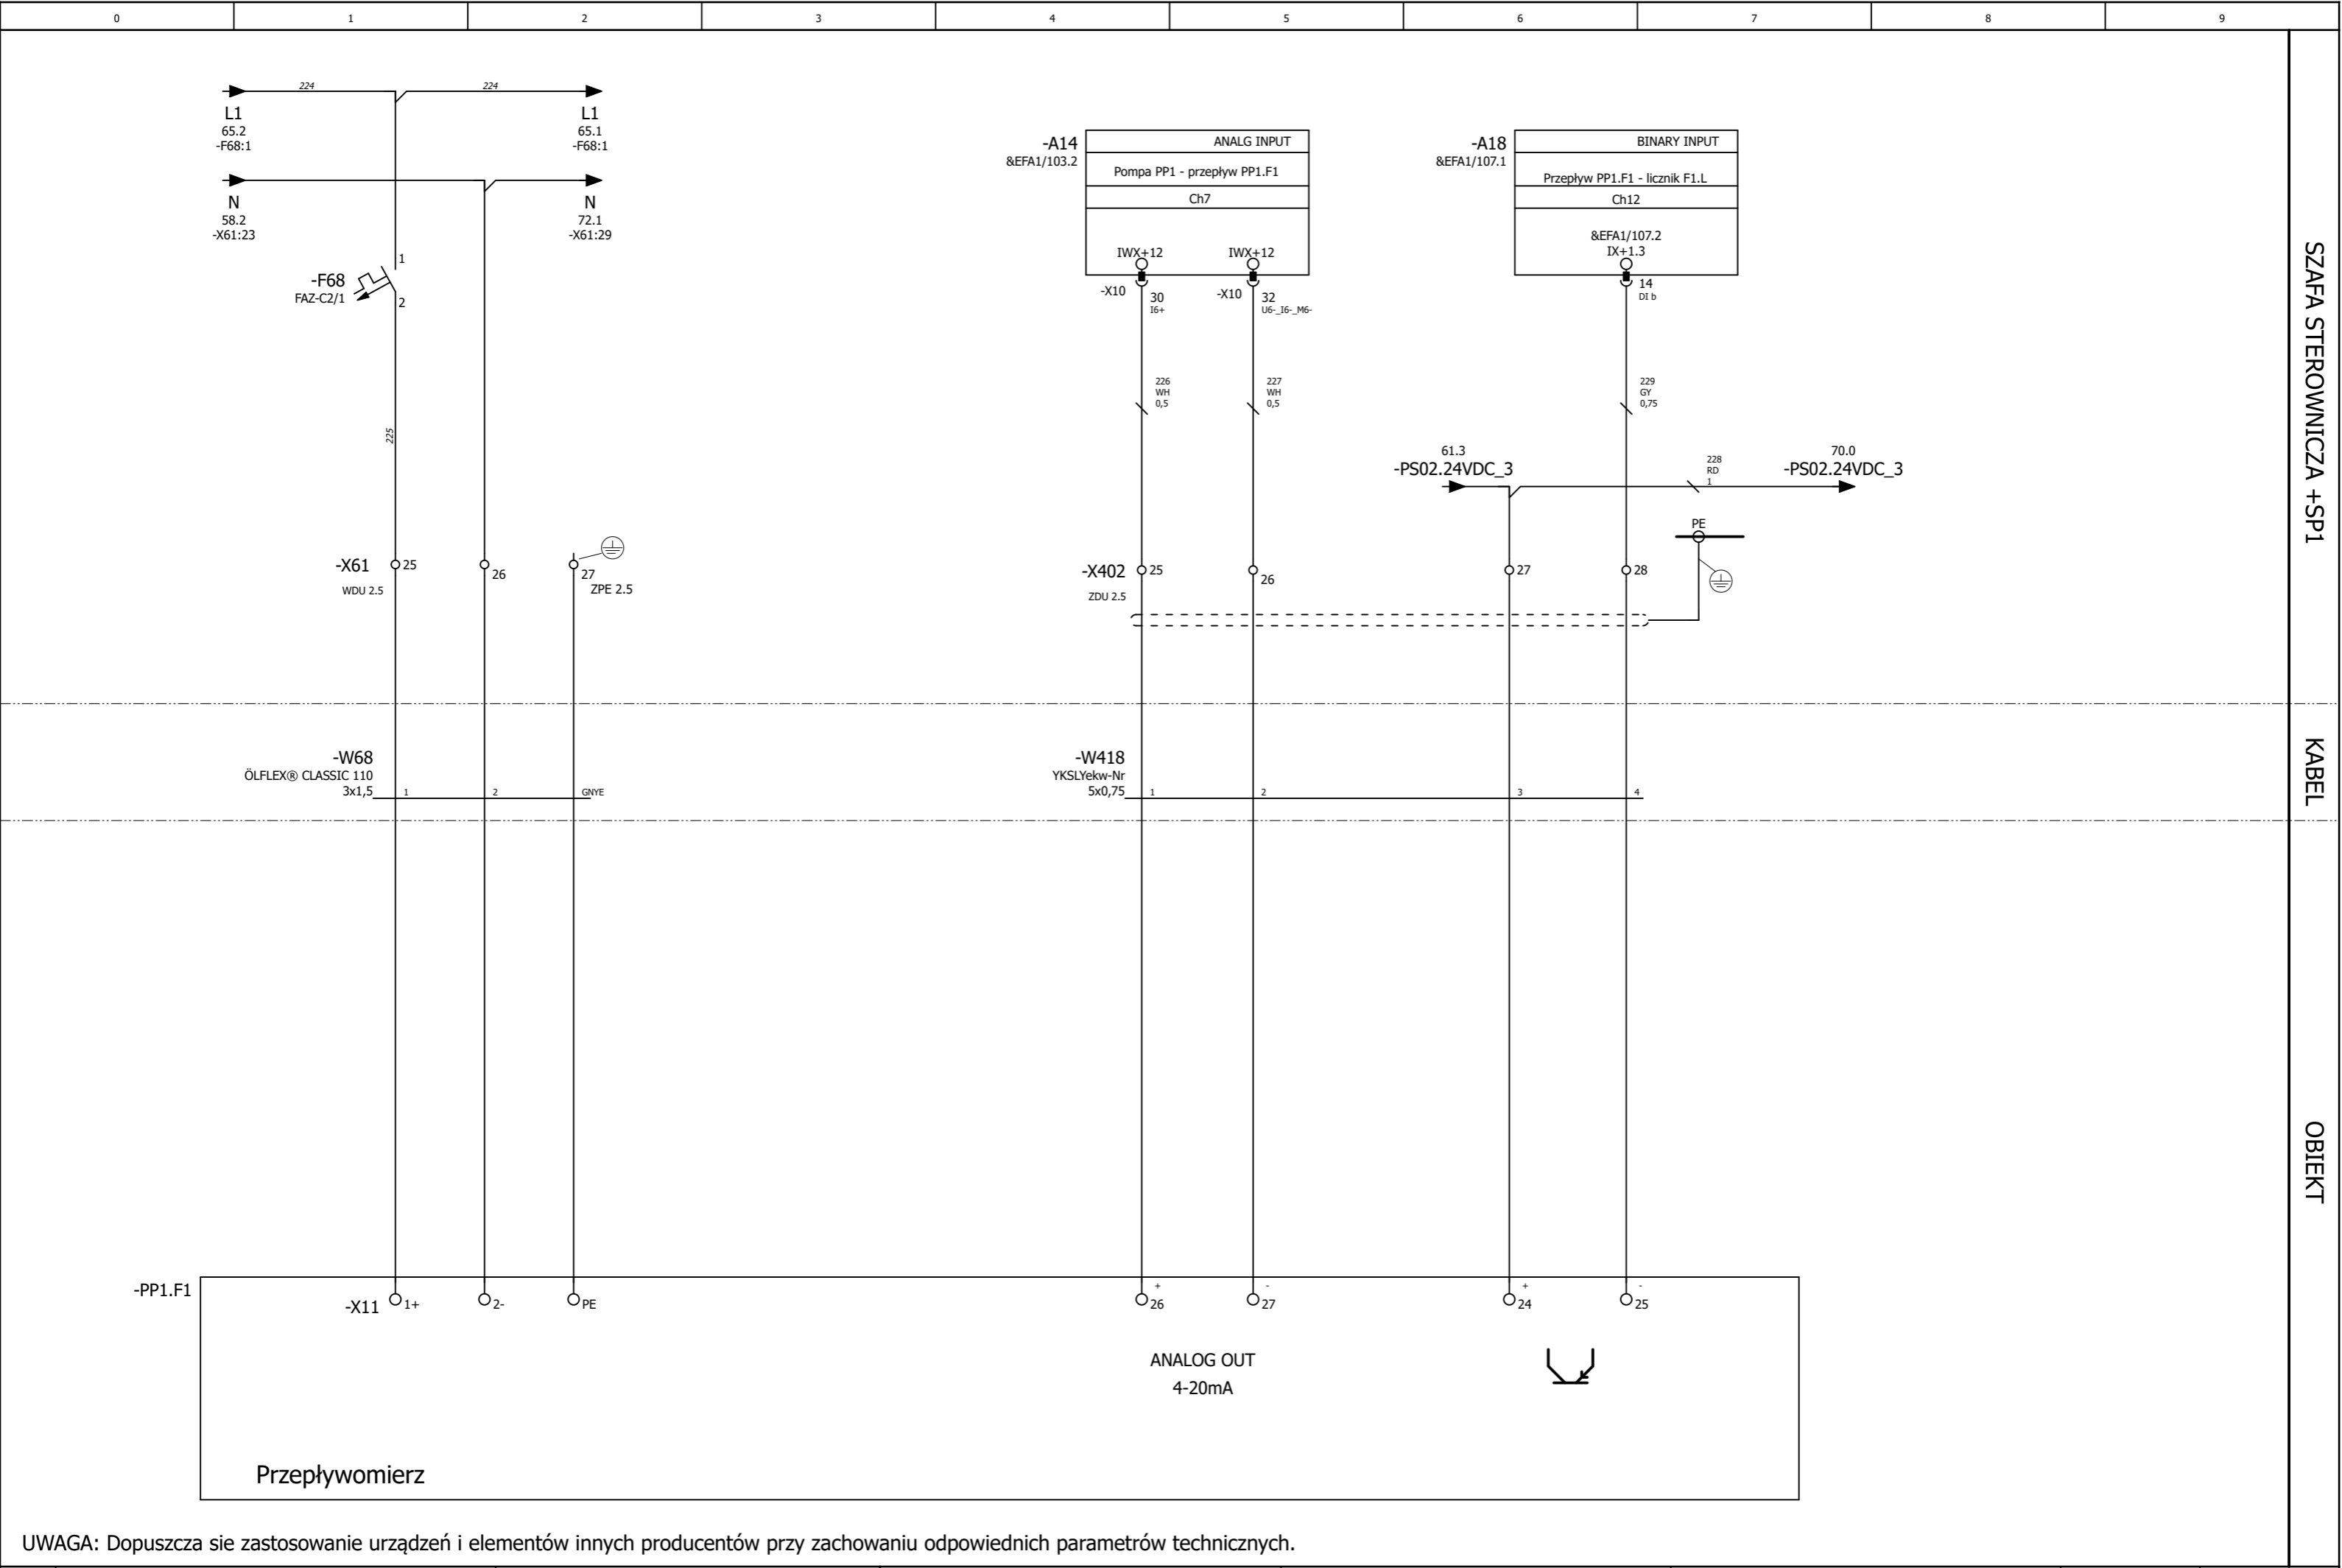 0 1 2 3 4 5 6 7 8 9
224 224
L1
65.2
-F68:1
L1
65.1
-F68:1
N
58.2
-X61:23
N
72.1
-X61:29
-F68
FAZ-C2/1
1
2
225
-A14
&EFA1/103.2
ANALG INPUT
Pompa PP1 - przepływ PP1.F1
Ch7
IWX+12 IWX+12
-X10 30
I6+
-X10 32
U6-_I6-_M6-
-A18
&EFA1/107.1
BINARY INPUT
Przepływ PP1.F1 - licznik F1.L
Ch12
&EFA1/107.2
IX+1.3
14
DI b
226
WH
0,5
227
WH
0,5
229
GY
0,75
61.3
-PS02.24VDC_3
228
RD
1
70.0
-PS02.24VDC_3
PE
-X61 25 26 27
WDU 2.5 ZPE 2.5
-X402 25 26 27 28
ZDU 2.5
SZAFA STEROWNICZA +SP1
-W68
ÖLFLEX® CLASSIC 110
3x1,5 1 2 GNYE
-W418
YKSLYekw-Nr
5x0,75 1 2 3 4
KABEL
OBIEKT
-PP1.F1
-X11 1+ 2- PE
+ - + -
26 27 24 25
ANALOG OUT
4-20mA
Przepływomierz
UWAGA: Dopuszcza sie zastosowanie urządzeń i elementów innych producentów przy zachowaniu odpowiednich parametrów technicznych.